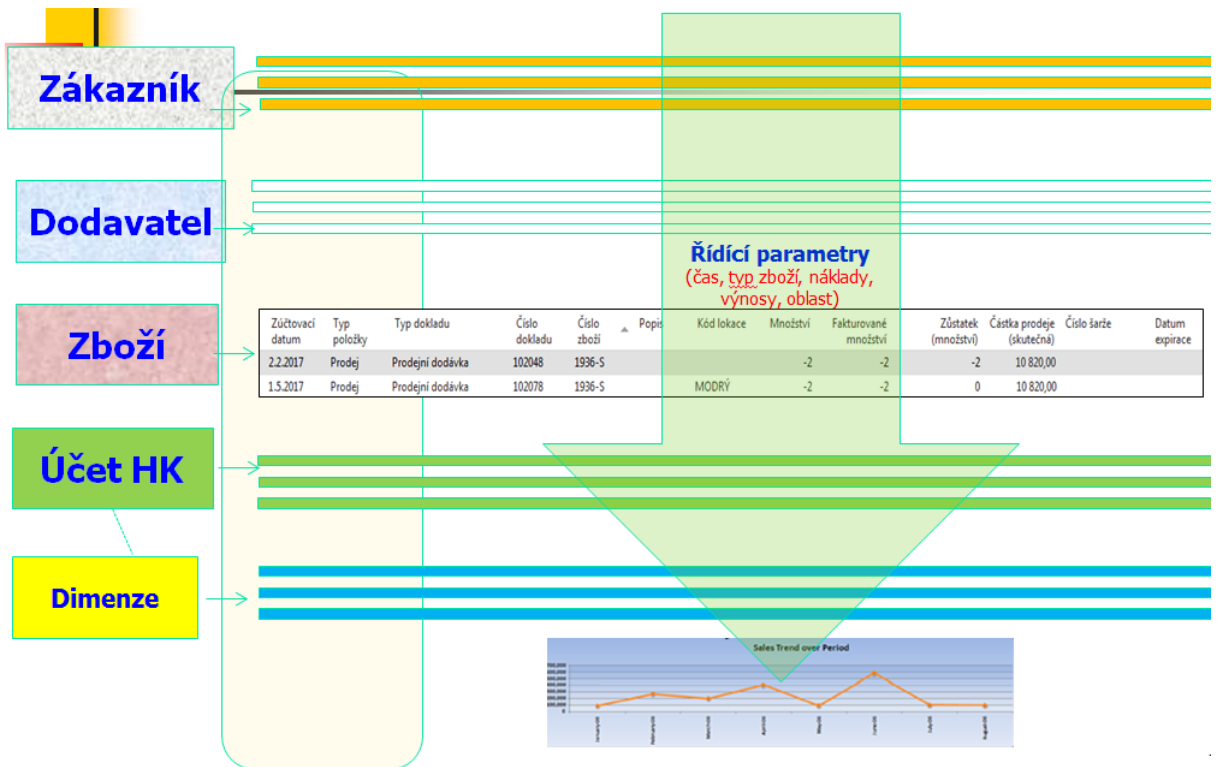 Zákazník
Dodavatel
Řídící parametry
(čas, typ zboží, náklady,
výnosy, oblast)
Zboží
Zúčtovací datum Typ položky Typ dokladu Číslo dokladu Číslo zboží Popis Kód lokace Množství Fakturované množství Zůstatek (množství) Částka prodeje (skutečná) Číslo šarže Datum expirace
2.2.2017 Prodej Prodejní dodávka 102048 1936-S -2 -2 -2 10 820,00
1.5.2017 Prodej Prodejní dodávka 102078 1936-S MODRÝ -2 -2 0 10 820,00
Účet HK
Dimenze
Sales Trend over Period